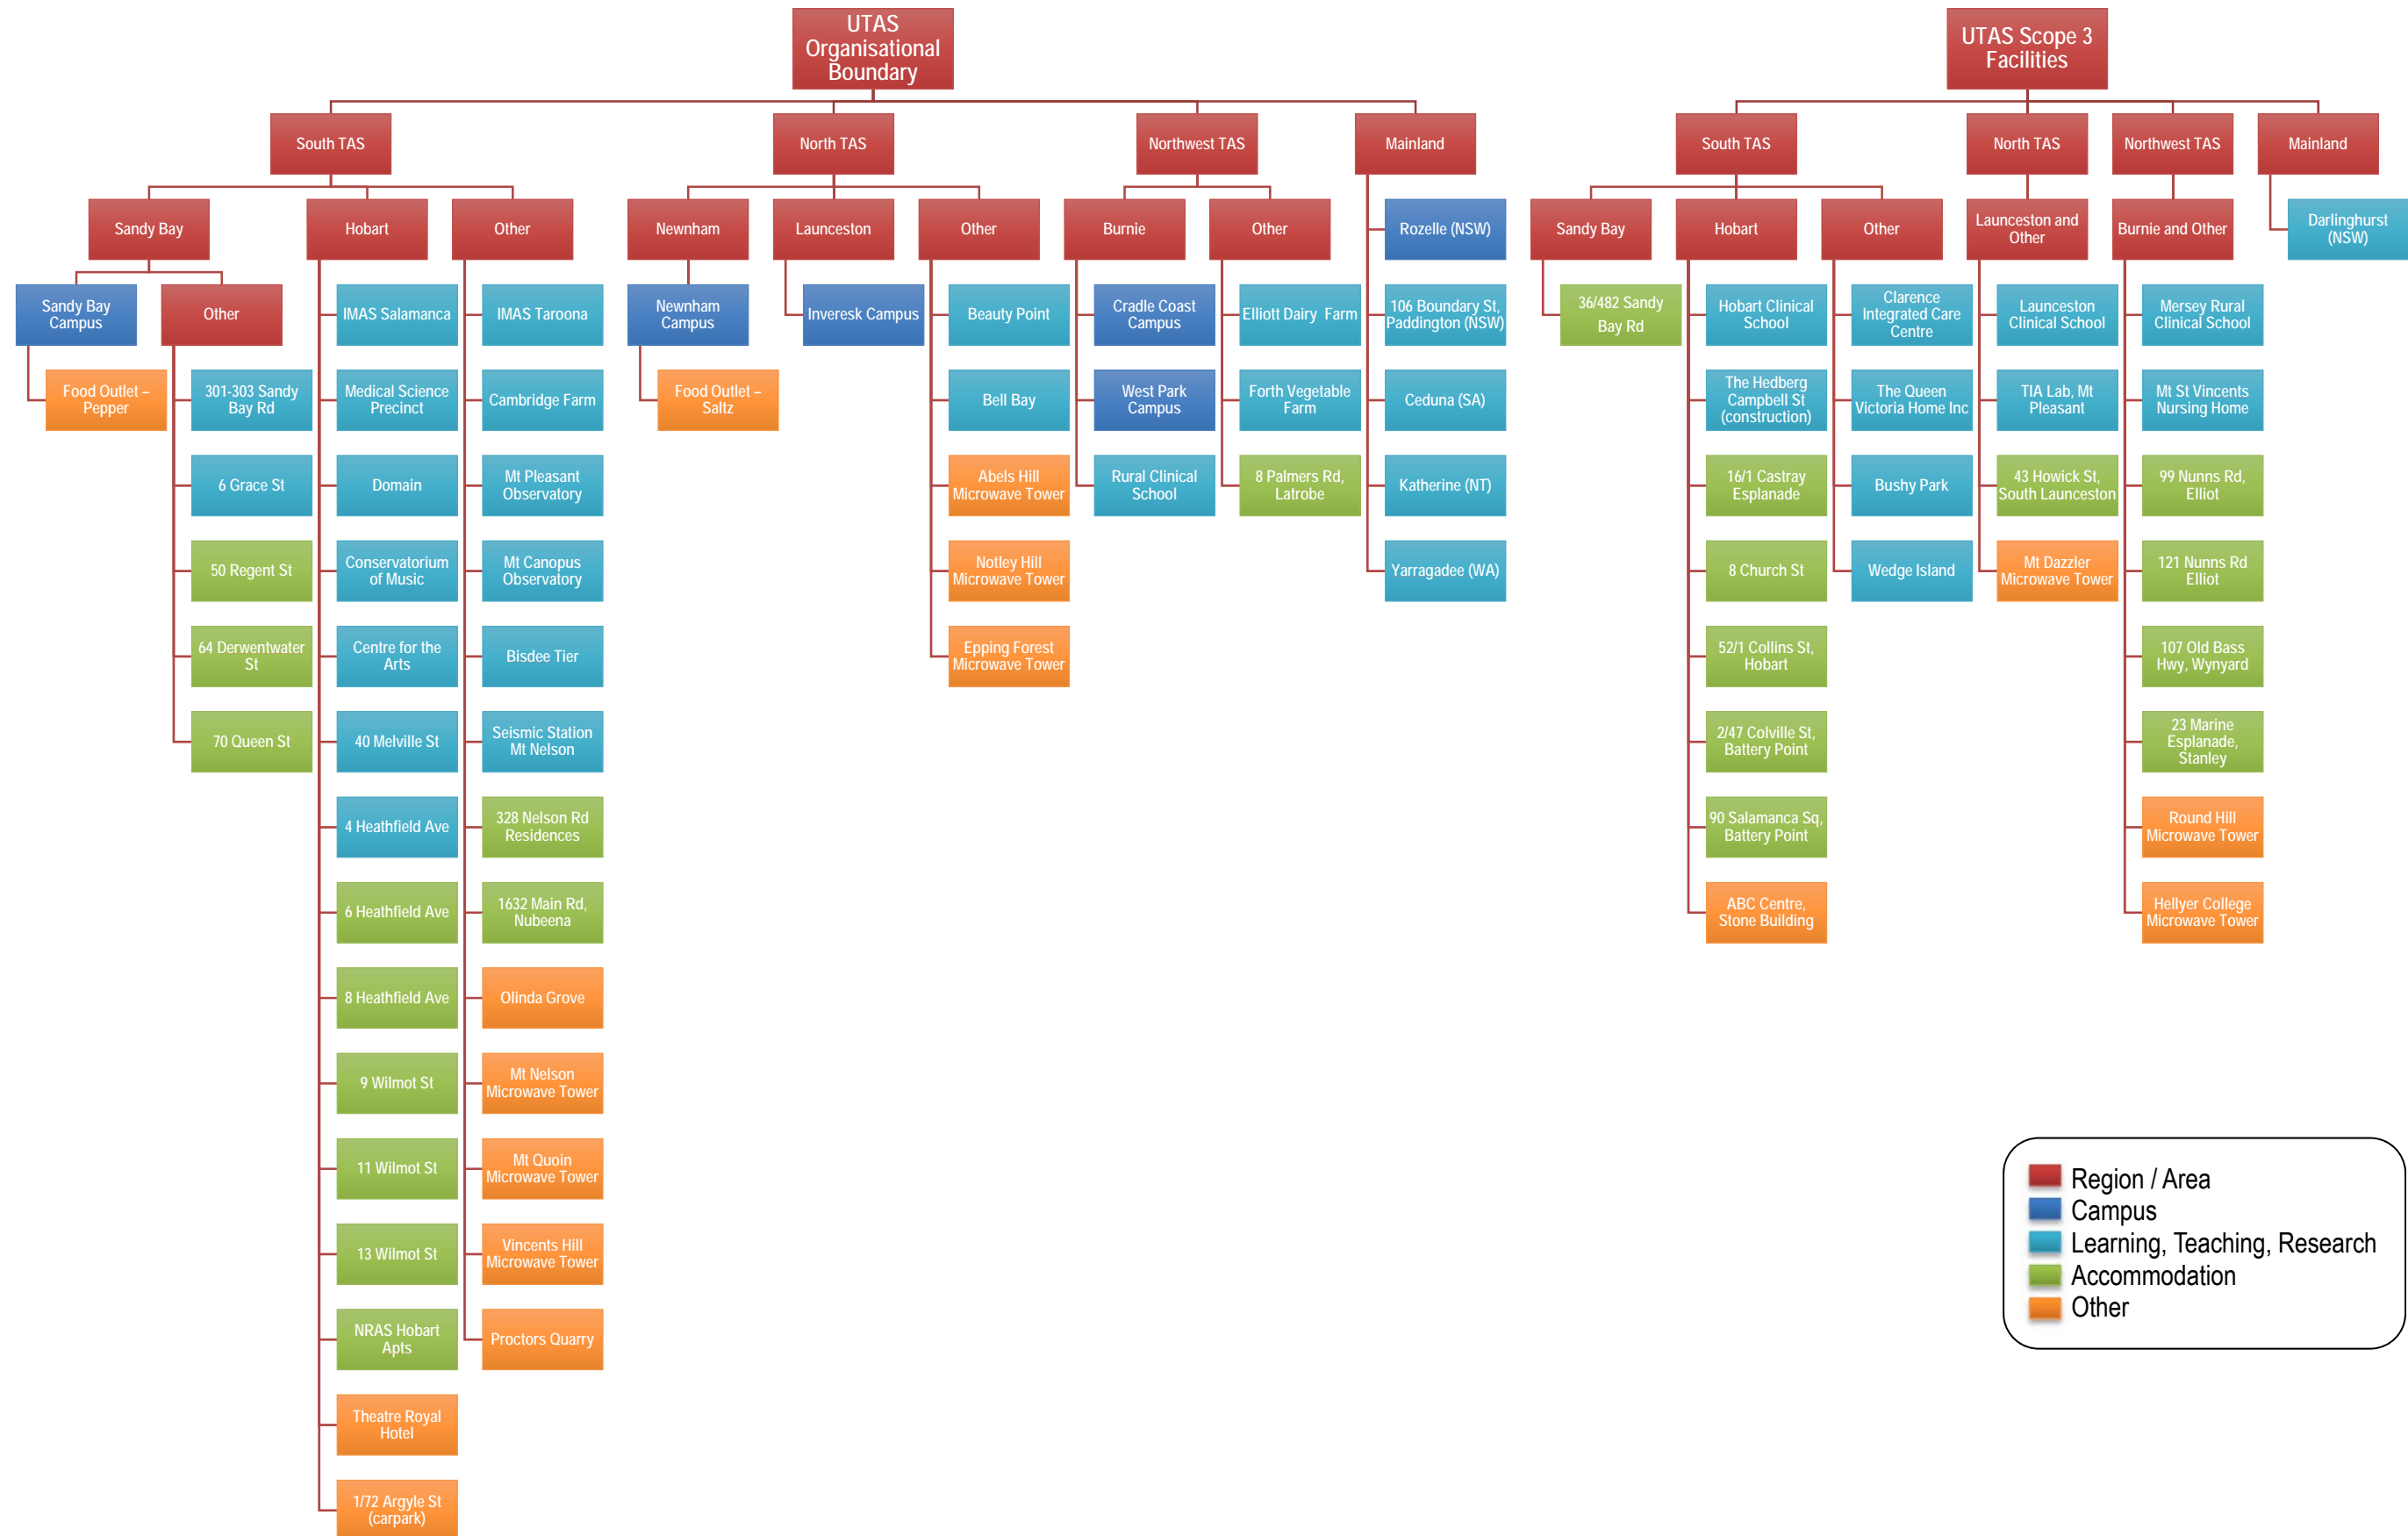 UTAS
Organisational
Boundary
UTAS Scope 3
Facilities
South TAS
North TAS
Northwest TAS
Mainland
South TAS
North TAS
Northwest TAS
Mainland
Sandy Bay
Hobart
Other
Newnham
Launceston
Other
Burnie
Other
Rozelle (NSW)
Sandy Bay
Hobart
Other
Launceston and
Other
Burnie and Other
Darlinghurst
(NSW)
Sandy Bay
Campus
Other
IMAS Salamanca
IMAS Taroona
Newnham
Campus
Inveresk Campus
Beauty Point
Cradle Coast
Campus
Elliott Dairy  Farm
106 Boundary St,
Paddington (NSW)
36/482 Sandy
Bay Rd
Hobart Clinical
School
Clarence
Integrated Care
Centre
Launceston
Clinical School
Mersey Rural
Clinical School
Food Outlet –
Pepper
301-303 Sandy
Bay Rd
Medical Science
Precinct
Cambridge Farm
Food Outlet –
Saltz
Bell Bay
West Park
Campus
Forth Vegetable
Farm
Ceduna (SA)
The Hedberg
Campbell St
(construction)
The Queen
Victoria Home Inc
TIA Lab, Mt
Pleasant
Mt St Vincents
Nursing Home
6 Grace St
Domain
Mt Pleasant
Observatory
Abels Hill
Microwave Tower
Rural Clinical
School
8 Palmers Rd,
Latrobe
Katherine (NT)
16/1 Castray
Esplanade
Bushy Park
43 Howick St,
South Launceston
99 Nunns Rd,
Elliot
50 Regent St
Conservatorium
of Music
Mt Canopus
Observatory
Notley Hill
Microwave Tower
Yarragadee (WA)
8 Church St
Wedge Island
Mt Dazzler
Microwave Tower
121 Nunns Rd
Elliot
64 Derwentwater
St
Centre for the
Arts
Bisdee Tier
Epping Forest
Microwave Tower
52/1 Collins St,
Hobart
107 Old Bass
Hwy, Wynyard
70 Queen St
40 Melville St
Seismic Station
Mt Nelson
2/47 Colville St,
Battery Point
23 Marine
Esplanade,
Stanley
4 Heathfield Ave
328 Nelson Rd
Residences
90 Salamanca Sq,
Battery Point
Round Hill
Microwave Tower
6 Heathfield Ave
1632 Main Rd,
Nubeena
ABC Centre,
Stone Building
Hellyer College
Microwave Tower
8 Heathfield Ave
Olinda Grove
9 Wilmot St
Mt Nelson
Microwave Tower
11 Wilmot St
Mt Quoin
Microwave Tower
13 Wilmot St
Vincents Hill
Microwave Tower
NRAS Hobart
Apts
Proctors Quarry
Theatre Royal
Hotel
1/72 Argyle St
(carpark)
Region / Area
Campus
Learning, Teaching, Research
Accommodation
Other